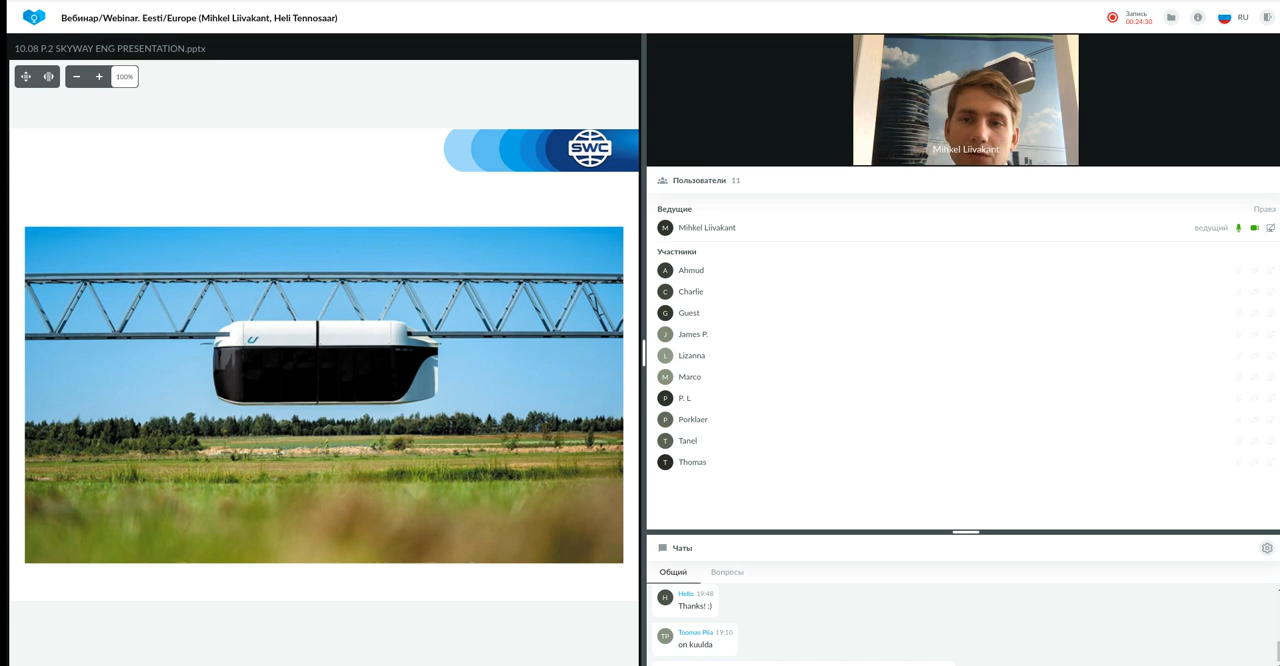 Вебинар/Webinar. Eesti/Europe (Mihkel Liivakant, Heli Tennosaar)
Запись
00:24:30
RU
10.08 P.2 SKYWAY ENG PRESENTATION.pptx
100%
SWC
Mihkel Liivakant
Пользователи 11
Ведущие Права
M Mihkel Liivakant ведущий
Участники
A Ahmud
C Charlie
G Guest
J James P.
L Lizanna
M Marco
P P. L
P Porklaer
T Tanel
T Thomas
Чаты
Общий Вопросы
H Hello 19:48
Thanks! :)
TP Toomas Pila 19:10
on kuulda